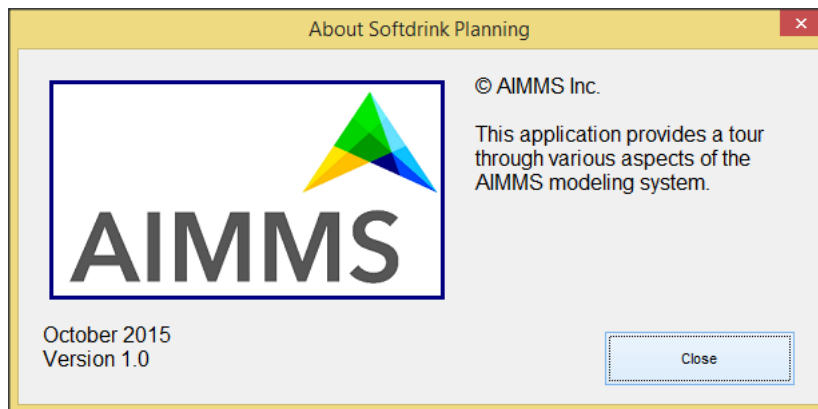 About Softdrink Planning
© AIMMS Inc.
This application provides a tour
through various aspects of the
AIMMS modeling system.
AIMMS
October 2015
Version 1.0
Close